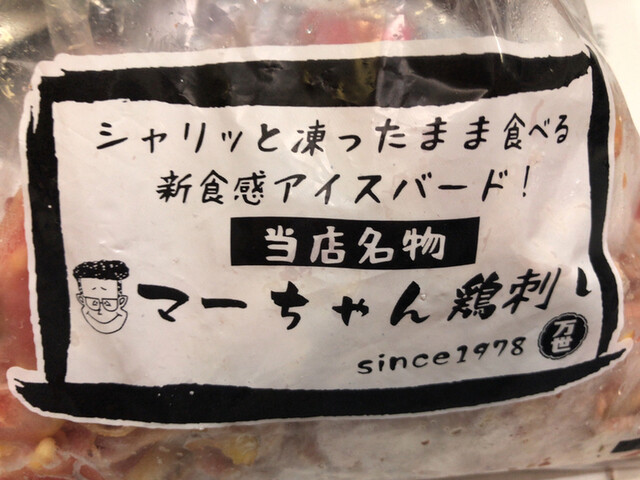 シャリッと凍ったまま食べる
新食感アイスバード!
当店名物
マーちゃん鶏刺し
since1978
万世